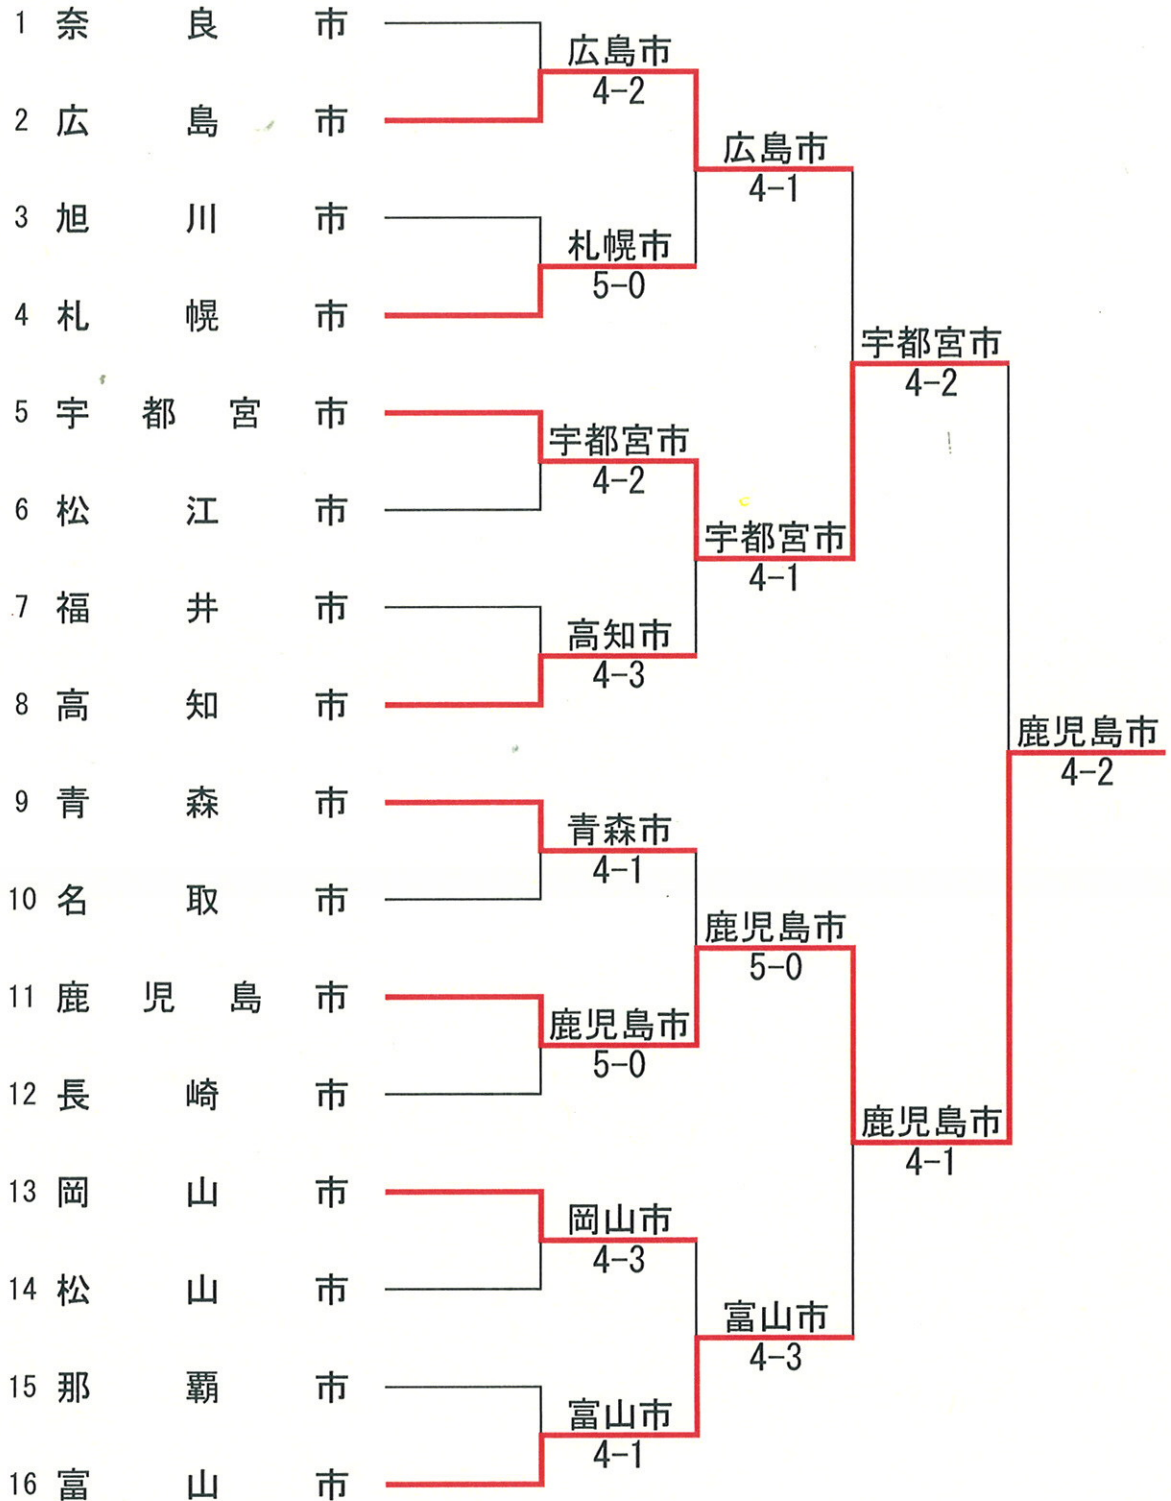 1 奈良市
広島市
4-2
2 広島市
広島市
4-1
3 旭川市
札幌市
5-0
4 札幌市
宇都宮市
4-2
5 宇都宮市
宇都宮市
4-2
6 松江市
宇都宮市
4-1
7 福井市
高知市
4-3
8 高知市
鹿児島市
4-2
9 青森市
青森市
4-1
10 名取市
鹿児島市
5-0
11 鹿児島市
鹿児島市
5-0
12 長崎市
鹿児島市
4-1
13 岡山市
岡山市
4-3
14 松山市
富山市
4-3
15 那覇市
富山市
4-1
16 富山市